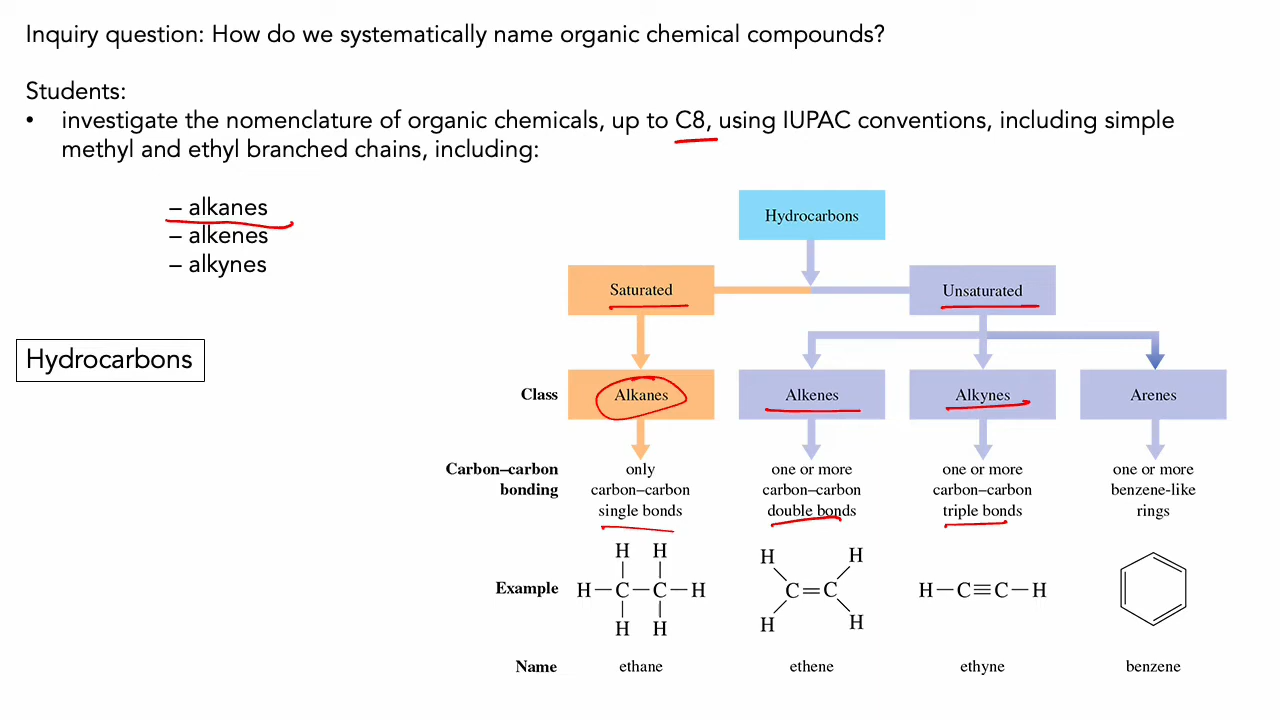 Inquiry question: How do we systematically name organic chemical compounds?
Students:
• investigate the nomenclature of organic chemicals, up to C8, using IUPAC conventions, including simple
methyl and ethyl branched chains, including:
– alkanes
– alkenes
– alkynes
Hydrocarbons
Hydrocarbons
Saturated Unsaturated
Class Alkanes Alkenes Alkynes Arenes
Carbon–carbon only one or more one or more one or more
bonding carbon–carbon carbon–carbon carbon–carbon benzene-like
single bonds double bonds triple bonds rings
H H H H
Example H–C–C–H C=C H–C≡C–H
H H H H
Name ethane ethene ethyne benzene